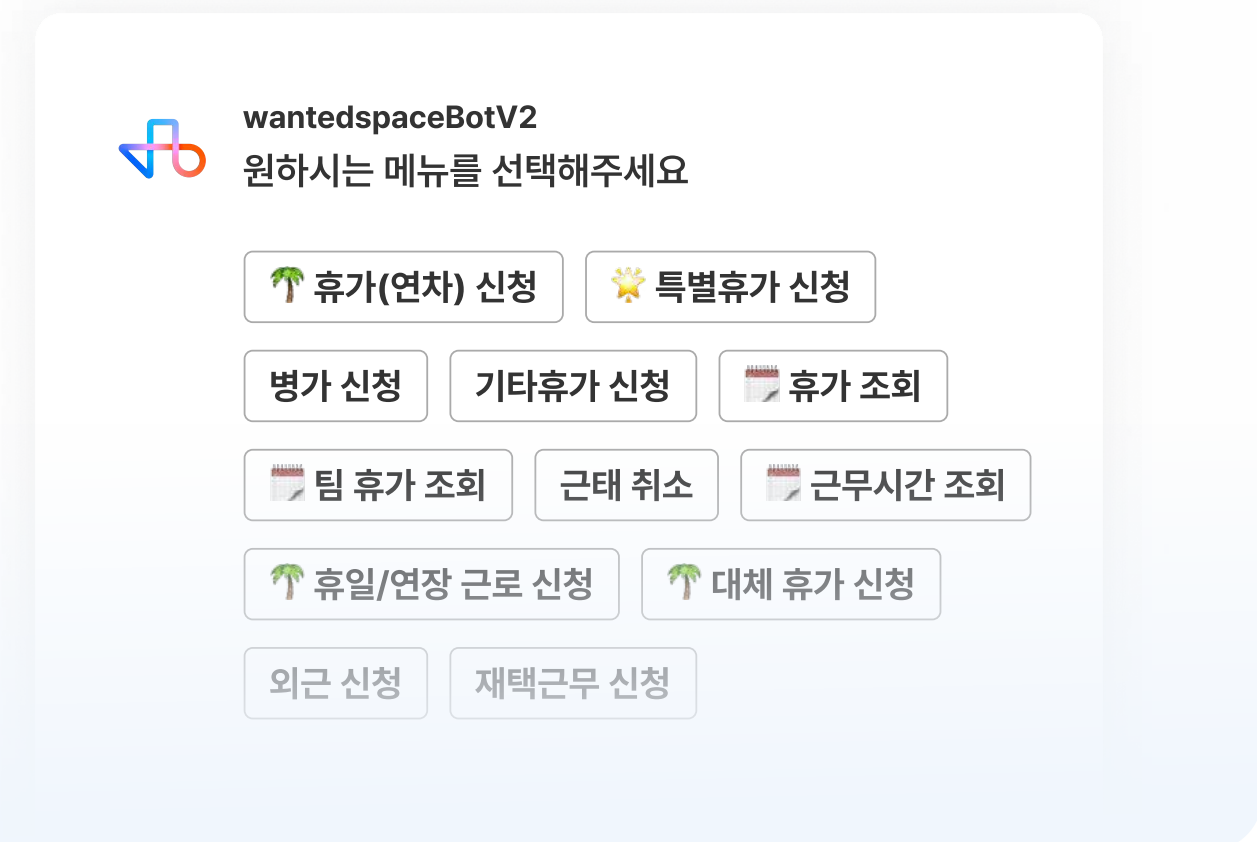 wantedspaceBotV2
원하시는 메뉴를 선택해주세요
🌴 휴가(연차) 신청 🌟 특별휴가 신청
병가 신청 기타휴가 신청 🗓 휴가 조회
🗓 팀 휴가 조회 근태 취소 🗓 근무시간 조회
🌴 휴일/연장 근로 신청 🌴 대체 휴가 신청
외근 신청 재택근무 신청